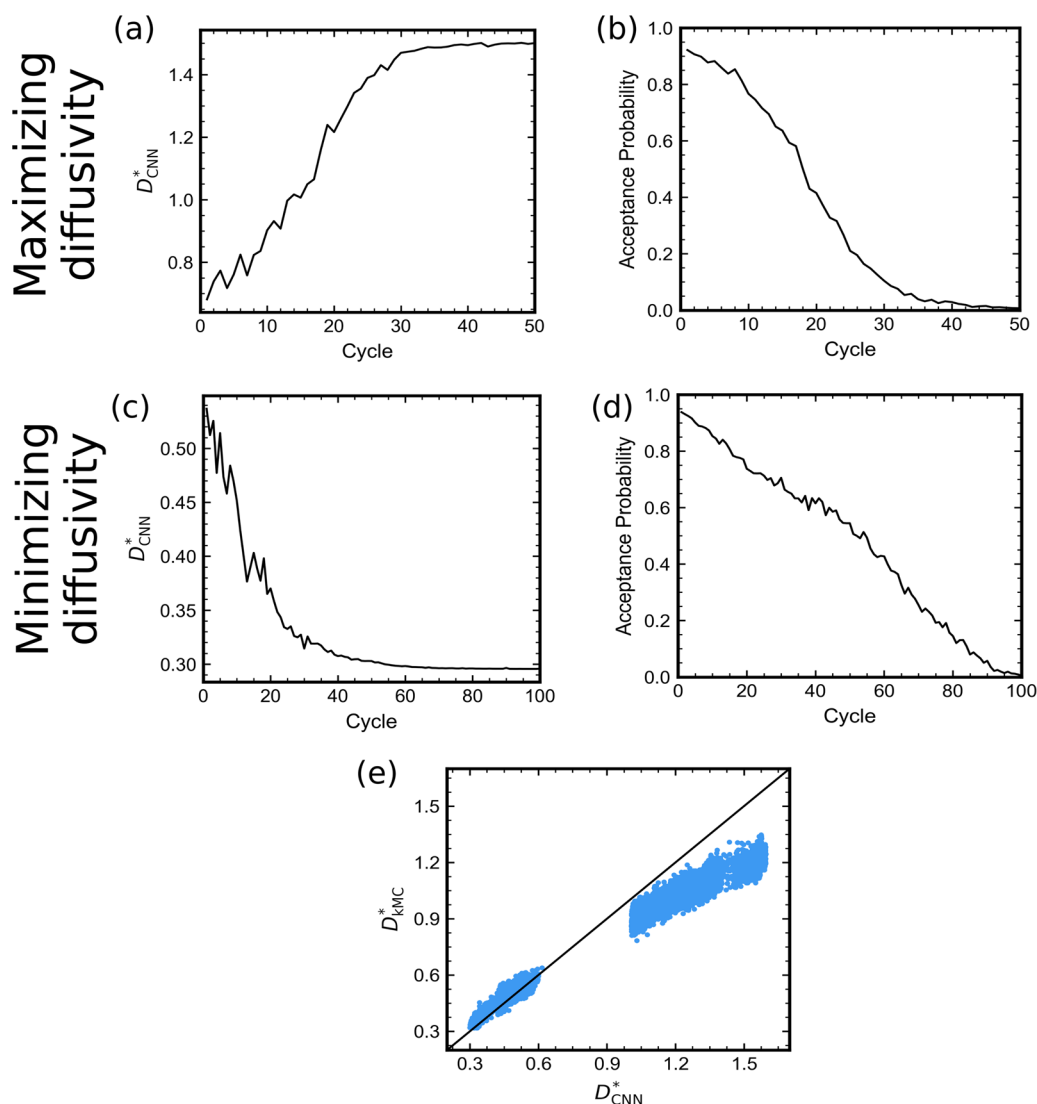 Maximizing
diffusivity
(a)
1.4
1.2
1.0
0.8
D*CNN
0 10 20 30 40 50
Cycle
(b)
1.0
0.8
0.6
0.4
0.2
0.0
Acceptance Probability
0 10 20 30 40 50
Cycle
Minimizing
diffusivity
(c)
0.50
0.45
0.40
0.35
0.30
D*CNN
0 20 40 60 80 100
Cycle
(d)
1.0
0.8
0.6
0.4
0.2
0.0
Acceptance Probability
0 20 40 60 80 100
Cycle
(e)
1.5
1.2
0.9
0.6
0.3
D*kMC
0.3 0.6 0.9 1.2 1.5
D*CNN